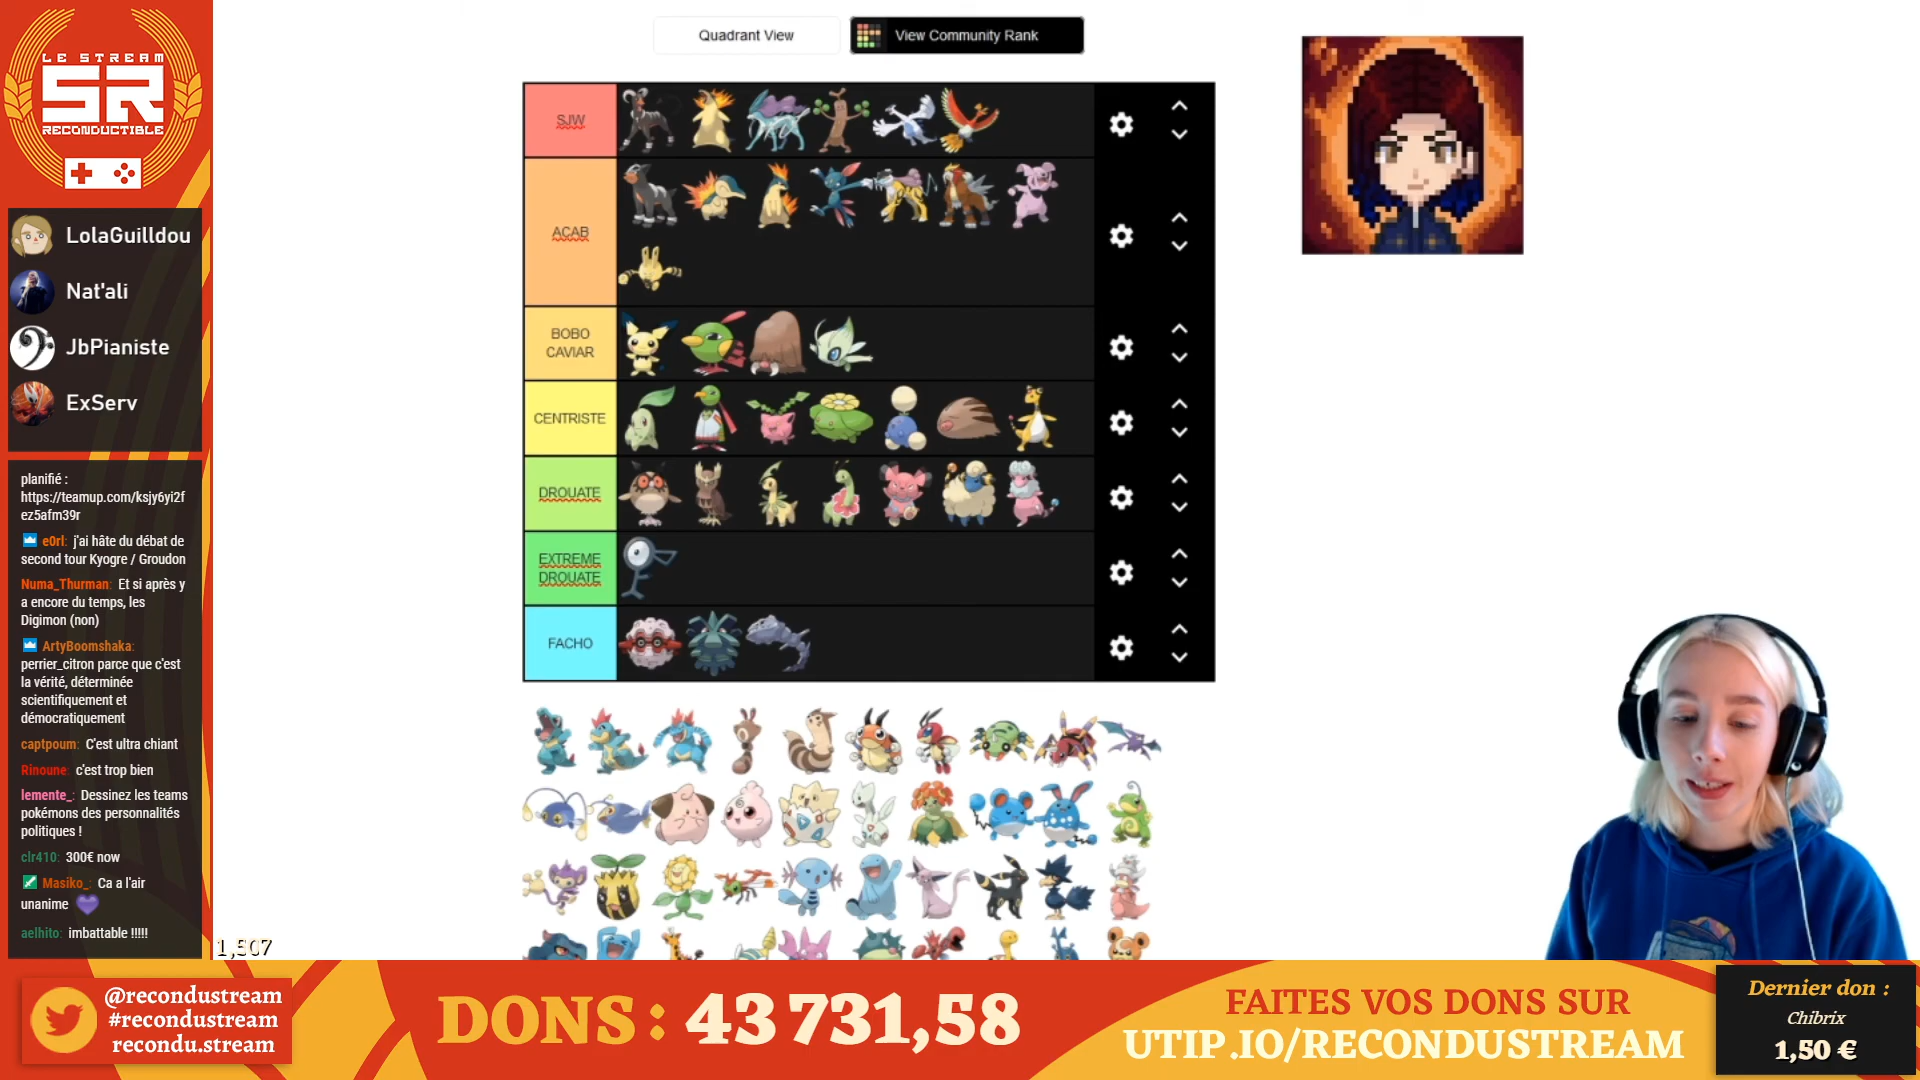 LE STREAM
SR
RECONDUCTIBLE
LolaGuilldou
Nat'ali
JbPianiste
ExServ
planifié :
https://teamup.com/ksjy6yi2f
ez5afm39r
e0rl: j'ai hâte du débat de
second tour Kyogre / Groudon
Numa_Thurman: Et si après y
a encore du temps, les
Digimon (non)
ArtyBoomshaka:
perrier_citron parce que c'est
la vérité, déterminée
scientifiquement et
démocratiquement
captpoum: C'est ultra chiant
Rinoune: c'est trop bien
lemente_: Dessinez les teams
pokémons des personnalités
politiques !
clr410: 300€ now
Masiko_: Ca a l'air
unanime
aelhito: imbattable !!!!!
1,507
Quadrant View
View Community Rank
SJW
ACAB
BOBO
CAVIAR
CENTRISTE
DROUATE
EXTREME
DROUATE
FACHO
@recondustream
#recondustream
recondu.stream
DONS : 43 731,58
FAITES VOS DONS SUR
UTIP.IO/RECONDUSTREAM
Dernier don :
Chibrix
1,50 €